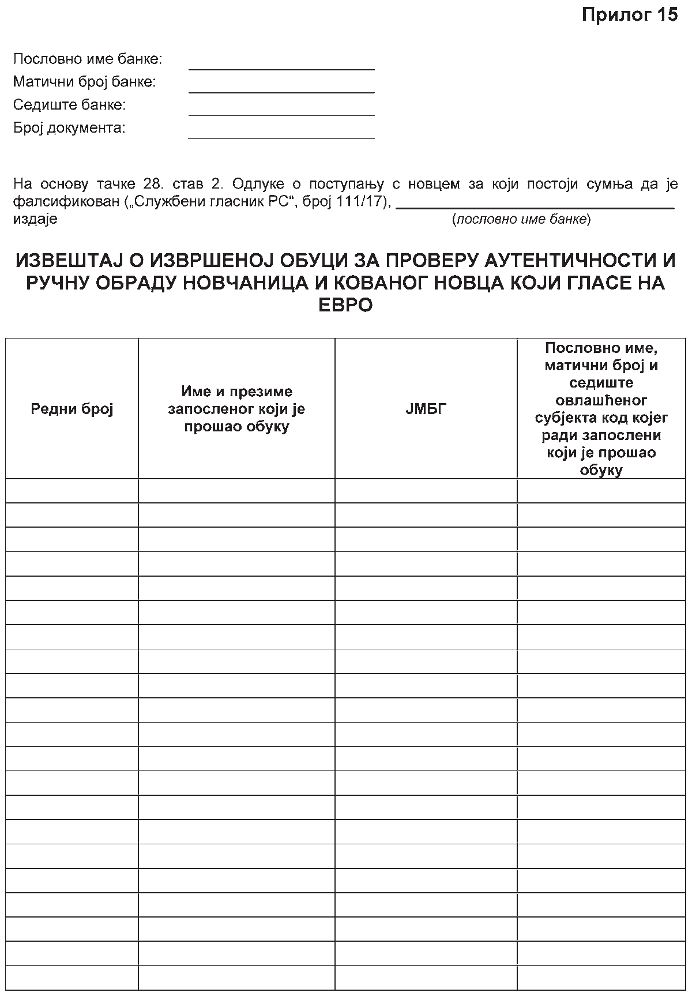 Прилог 15
Пословно име банке:
Матични број банке:
Седиште банке:
Број документа:
На основу тачке 28. став 2. Одлуке о поступању с новцем за који постоји сумња да је
фалсификован („Службени гласник РС“, број 111/17),
издаје (пословно име банке)
ИЗВЕШТАЈ О ИЗВРШЕНОЈ ОБУЦИ ЗА ПРОВЕРУ АУТЕНТИЧНОСТИ И
РУЧНУ ОБРАДУ НОВЧАНИЦА И КОВАНОГ НОВЦА КОЈИ ГЛАСЕ НА
ЕВРО
Редни број
Име и презиме
запосленог који је
прошао обуку
ЈМБГ
Пословно име,
матични број и
седиште
овлашћеног
субјекта код којег
ради запослени
који је прошао
обуку